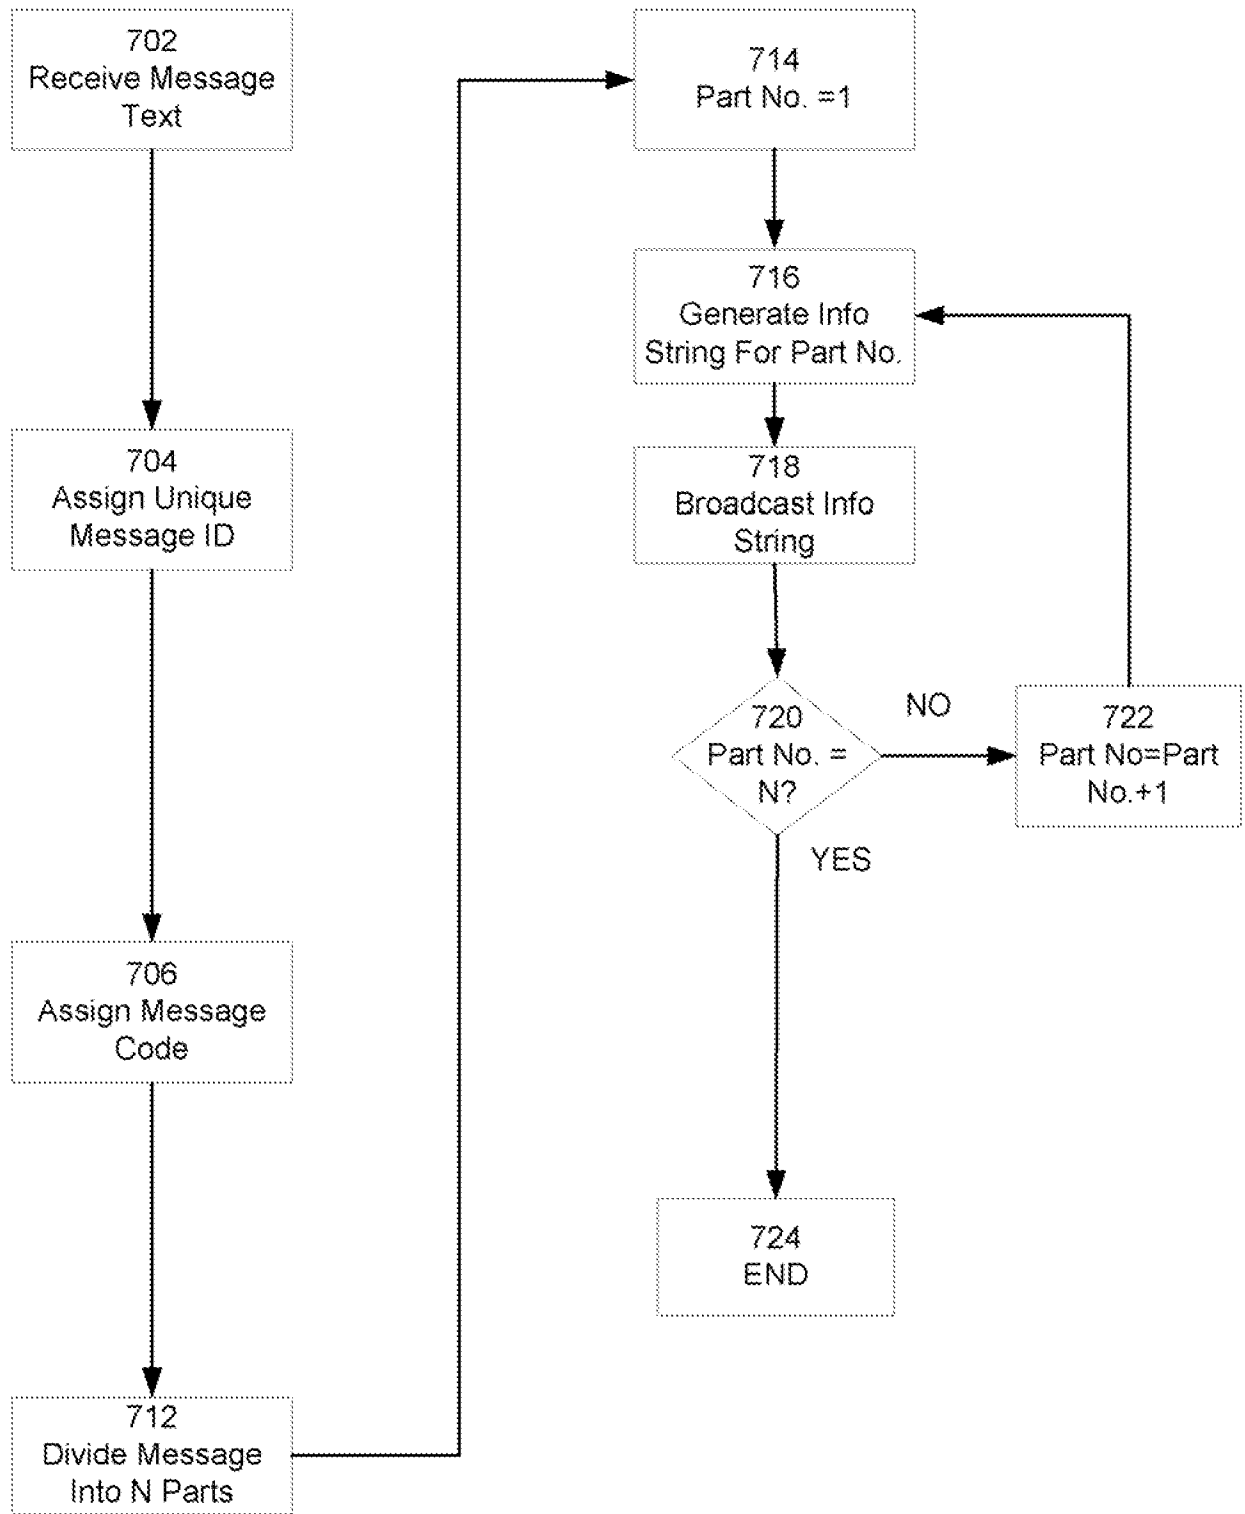 702
Receive Message
Text
704
Assign Unique
Message ID
706
Assign Message
Code
712
Divide Message
Into N Parts
714
Part No. =1
716
Generate Info
String For Part No.
718
Broadcast Info
String
720
Part No. =
N?
NO
722
Part No=Part
No.+1
YES
724
END